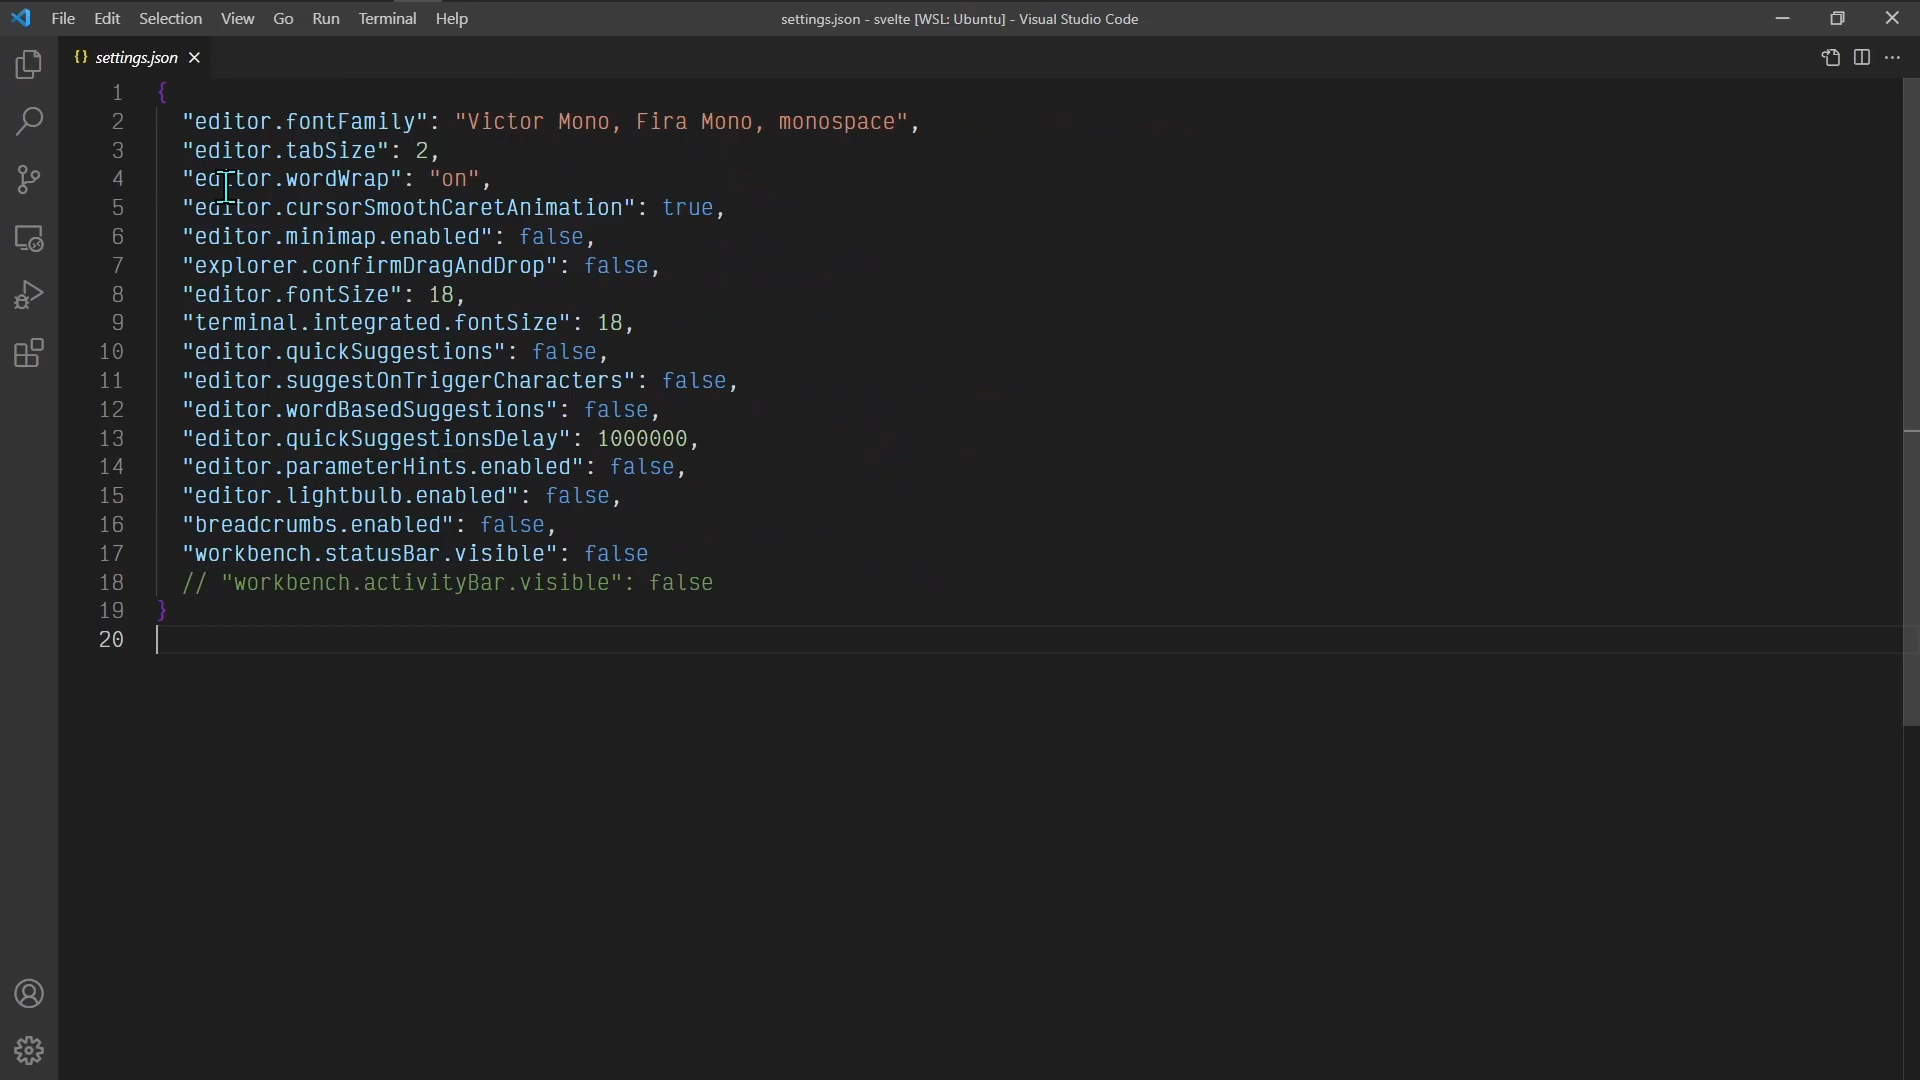 File Edit Selection View Go Run Terminal Help settings.json - svelte [WSL: Ubuntu] - Visual Studio Code
{} settings.json
1 {
2 "editor.fontFamily": "Victor Mono, Fira Mono, monospace",
3 "editor.tabSize": 2,
4 "editor.wordWrap": "on",
5 "editor.cursorSmoothCaretAnimation": true,
6 "editor.minimap.enabled": false,
7 "explorer.confirmDragAndDrop": false,
8 "editor.fontSize": 18,
9 "terminal.integrated.fontSize": 18,
10 "editor.quickSuggestions": false,
11 "editor.suggestOnTriggerCharacters": false,
12 "editor.wordBasedSuggestions": false,
13 "editor.quickSuggestionsDelay": 1000000,
14 "editor.parameterHints.enabled": false,
15 "editor.lightbulb.enabled": false,
16 "breadcrumbs.enabled": false,
17 "workbench.statusBar.visible": false
18 // "workbench.activityBar.visible": false
19 }
20